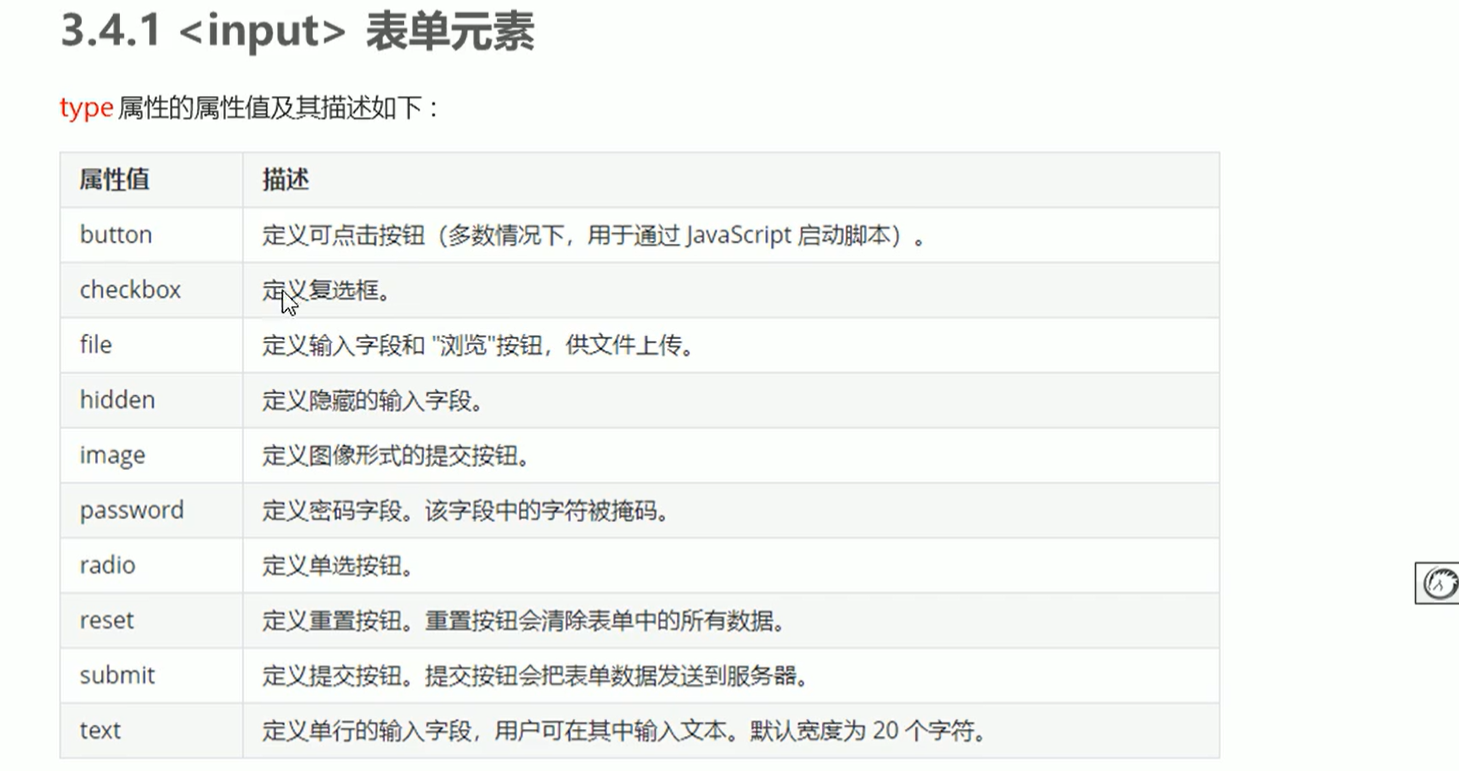 3.4.1 <input> 表单元素
type 属性的属性值及其描述如下：
属性值 描述
button 定义可点击按钮（多数情况下，用于通过 JavaScript 启动脚本）。
checkbox 定义复选框。
file 定义输入字段和 "浏览"按钮，供文件上传。
hidden 定义隐藏的输入字段。
image 定义图像形式的提交按钮。
password 定义密码字段。该字段中的字符被掩码。
radio 定义单选按钮。
reset 定义重置按钮。重置按钮会清除表单中的所有数据。
submit 定义提交按钮。提交按钮会把表单数据发送到服务器。
text 定义单行的输入字段，用户可在其中输入文本。默认宽度为 20 个字符。